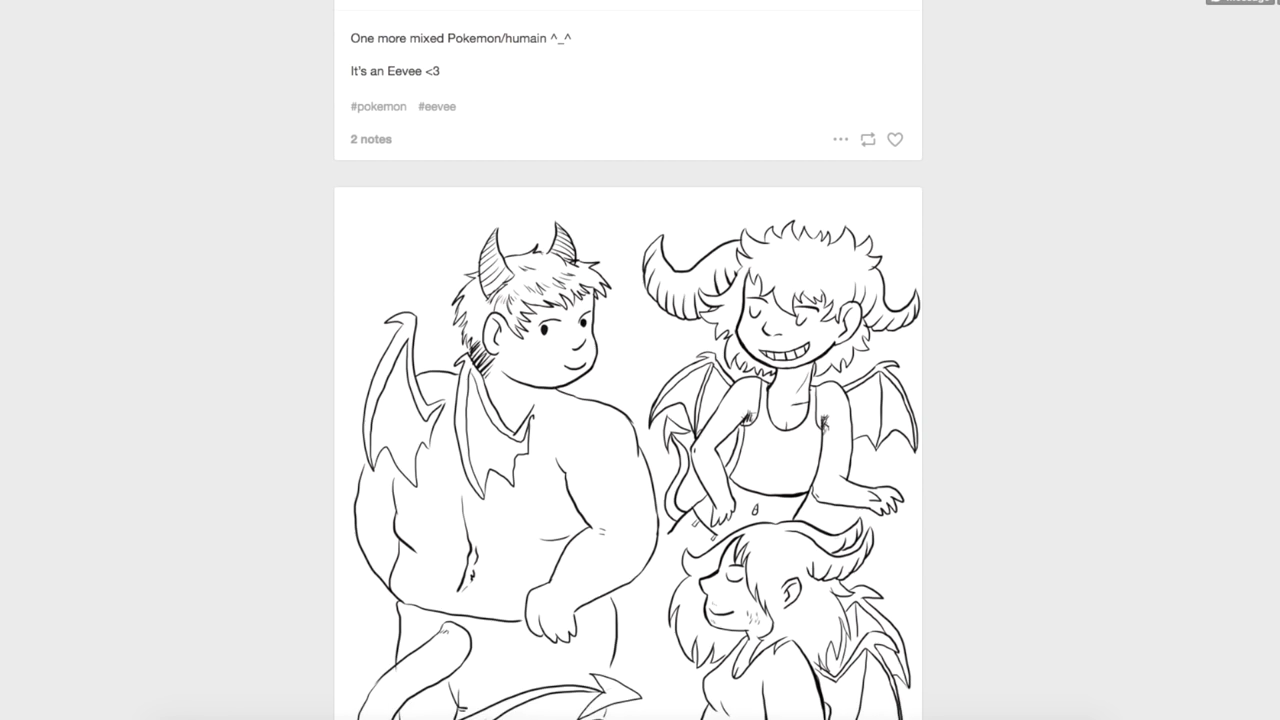 One more mixed Pokemon/humain ^_^
It's an Eevee <3
#pokemon #eevee
2 notes